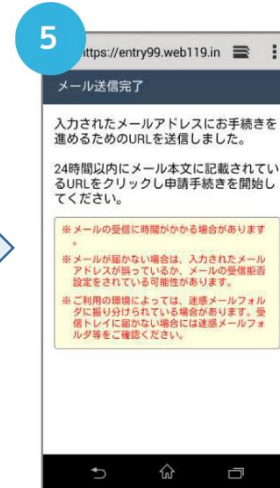 5
ttps://entry99.web119.in
メール送信完了
入力されたメールアドレスにお手続きを
進めるためのURLを送信しました。
24時間以内にメール本文に記載されてい
るURLをクリックし申請手続きを開始し
てください。
※メールの受信に時間がかかる場合があります
。
※メールが届かない場合は、入力されたメール
アドレスが誤っているか、メールの受信拒否
設定をされている可能性があります。
※ご利用の環境によっては、迷惑メールフォル
ダに振り分けられている場合があります。受
信トレイに届かない場合には迷惑メールフォ
ルダ等をご確認ください。